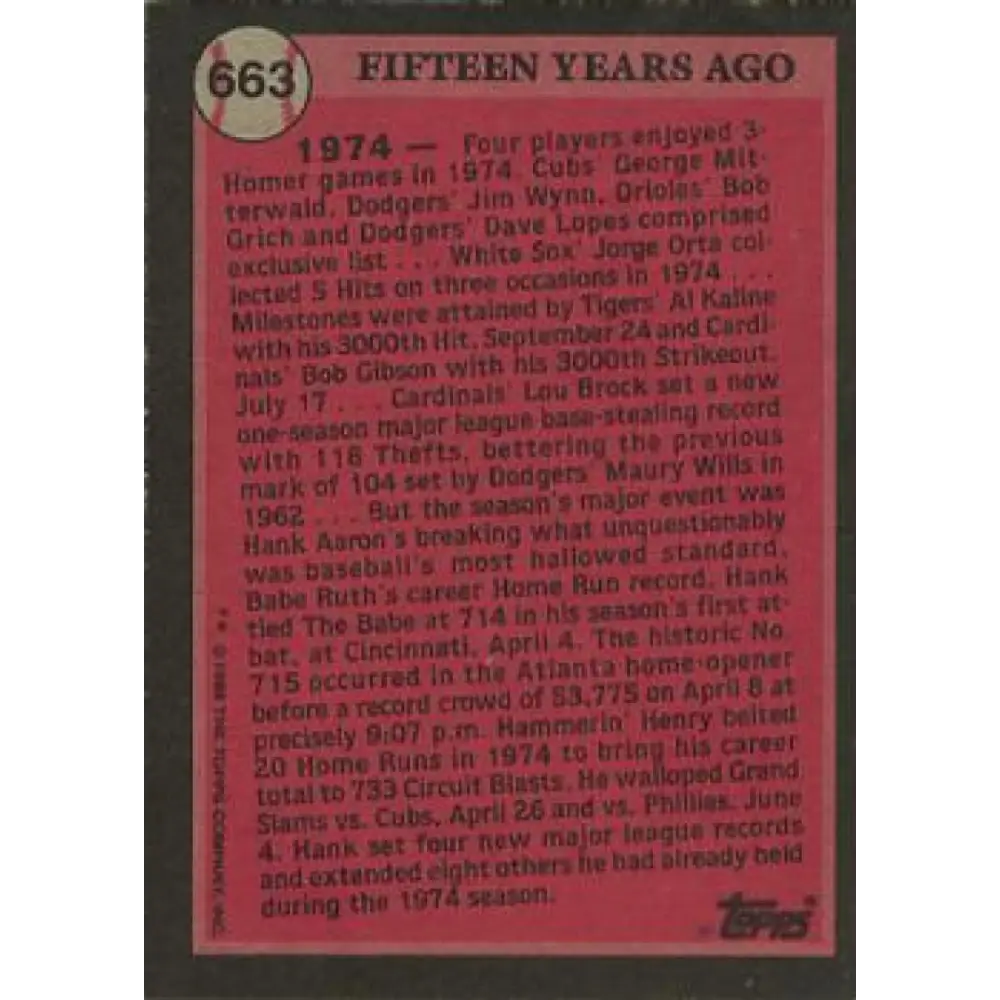 663
FIFTEEN YEARS AGO
1974 — Four players enjoyed 3-
Homer games in 1974. Cubs' George Mit-
terwald, Dodgers' Jim Wynn, Orioles' Bob
Grich and Dodgers' Dave Lopes comprised
exclusive list . . . White Sox' Jorge Orta col-
lected 5 Hits on three occasions in 1974 . . .
Milestones were attained by Tigers' Al Kaline
with his 3000th Hit, September 24 and Cardi-
nals' Bob Gibson with his 3000th Strikeout,
July 17 . . . Cardinals' Lou Brock set a new
one-season major league base-stealing record
with 118 Thefts, bettering the previous
mark of 104 set by Dodgers' Maury Wills in
1962 . . . But the season's major event was
Hank Aaron's breaking what unquestionably
was baseball's most hallowed standard,
Babe Ruth's career Home Run record. Hank
tied The Babe at 714 in his season's first at-
bat, at Cincinnati, April 4. The historic No.
715 occurred in the Atlanta home-opener
before a record crowd of 53,775 on April 8 at
precisely 9:07 p.m. Hammerin' Henry belted
20 Home Runs in 1974 to bring his career
total to 733 Circuit Blasts. He walloped Grand
Slams vs. Cubs, April 26 and vs. Phillies, June
4. Hank set four new major league records
and extended eight others he had already held
during the 1974 season.
** © THE TOPPS COMPANY, INC.
TOPPS